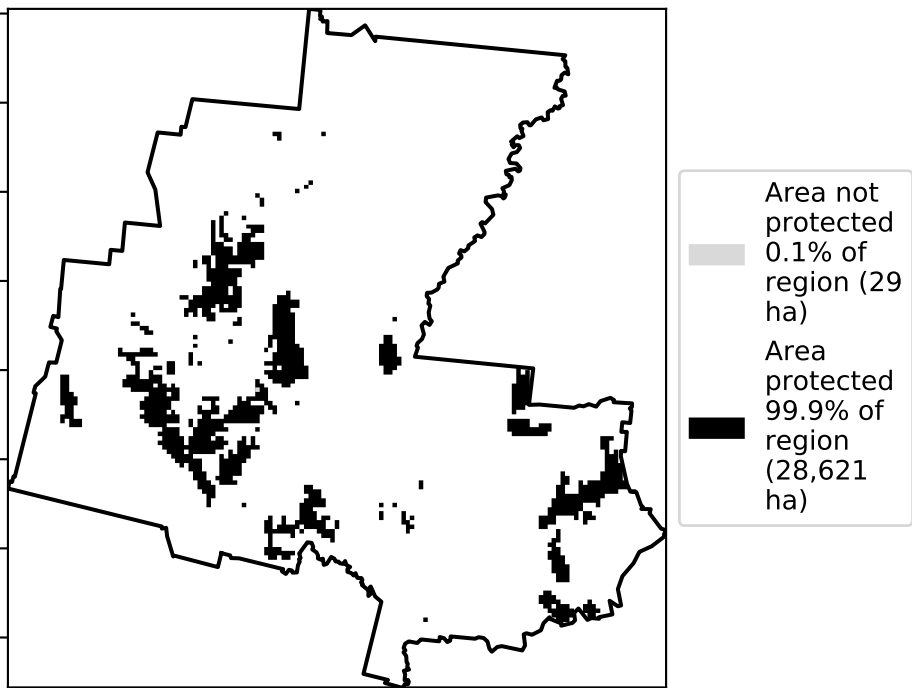 Area not
protected
0.1% of
region (29
ha)
Area
protected
99.9% of
region
(28,621
ha)